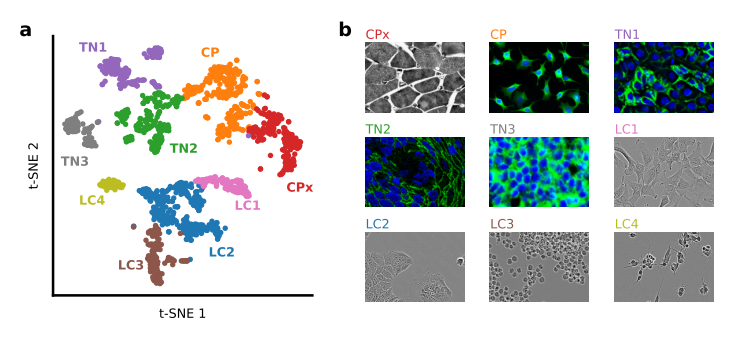 a
TN1
CP
TN2
TN3
CPx
LC4
LC1
LC2
LC3
t-SNE 2
t-SNE 1
b
CPx CP TN1
TN2 TN3 LC1
LC2 LC3 LC4